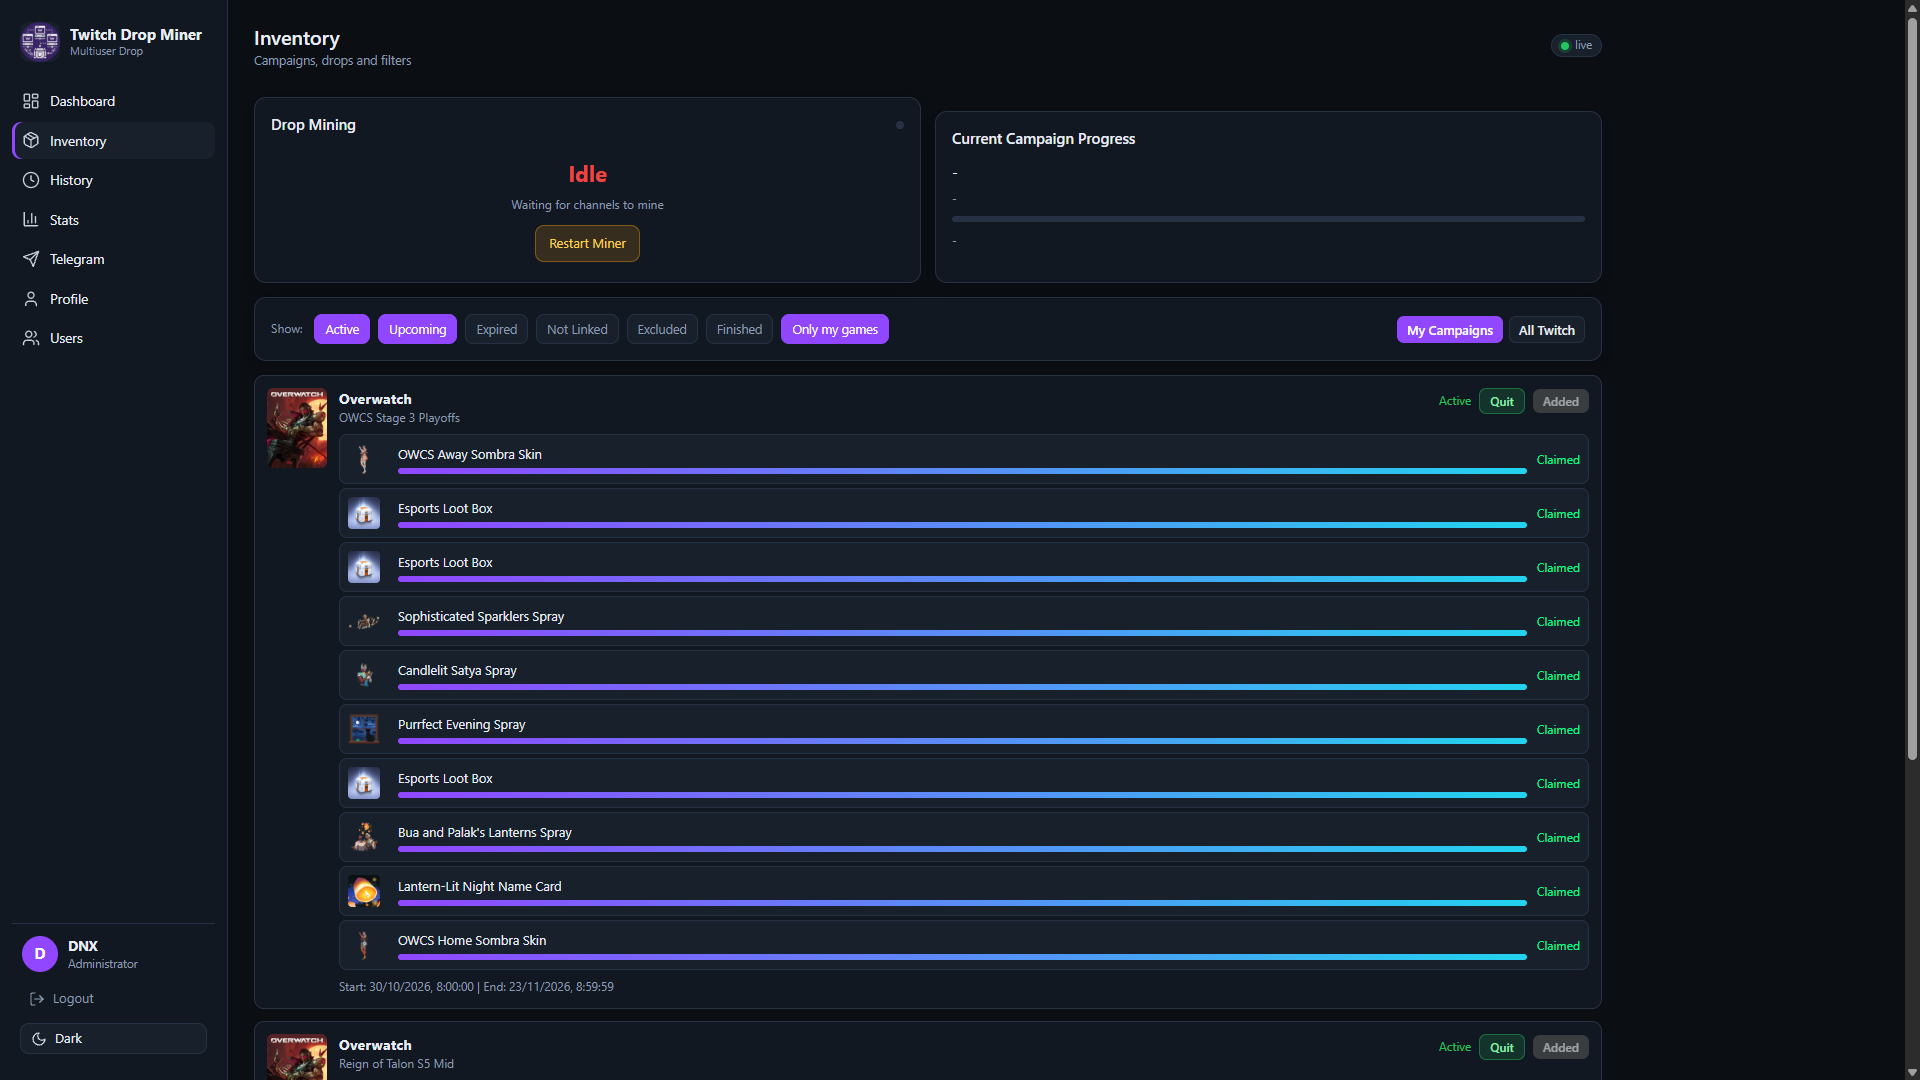 Twitch Drop Miner
Multiuser Drop
Dashboard
Inventory
History
Stats
Telegram
Profile
Users
D
DNX
Administrator
Logout
Dark
Inventory
Campaigns, drops and filters
live
Drop Mining
Idle
Waiting for channels to mine
Restart Miner
Current Campaign Progress
-
-
-
Show: Active Upcoming Expired Not Linked Excluded Finished Only my games
My Campaigns All Twitch
OVERWATCH
Overwatch
OWCS Stage 3 Playoffs
Active Quit Added
OWCS Away Sombra Skin
Claimed
Esports Loot Box
Claimed
Esports Loot Box
Claimed
Sophisticated Sparklers Spray
Claimed
Candlelit Satya Spray
Claimed
Purrfect Evening Spray
Claimed
Esports Loot Box
Claimed
Bua and Palak's Lanterns Spray
Claimed
Lantern-Lit Night Name Card
Claimed
OWCS Home Sombra Skin
Claimed
Start: 30/10/2026, 8:00:00 | End: 23/11/2026, 8:59:59
OVERWATCH
Overwatch
Reign of Talon S5 Mid
Active Quit Added